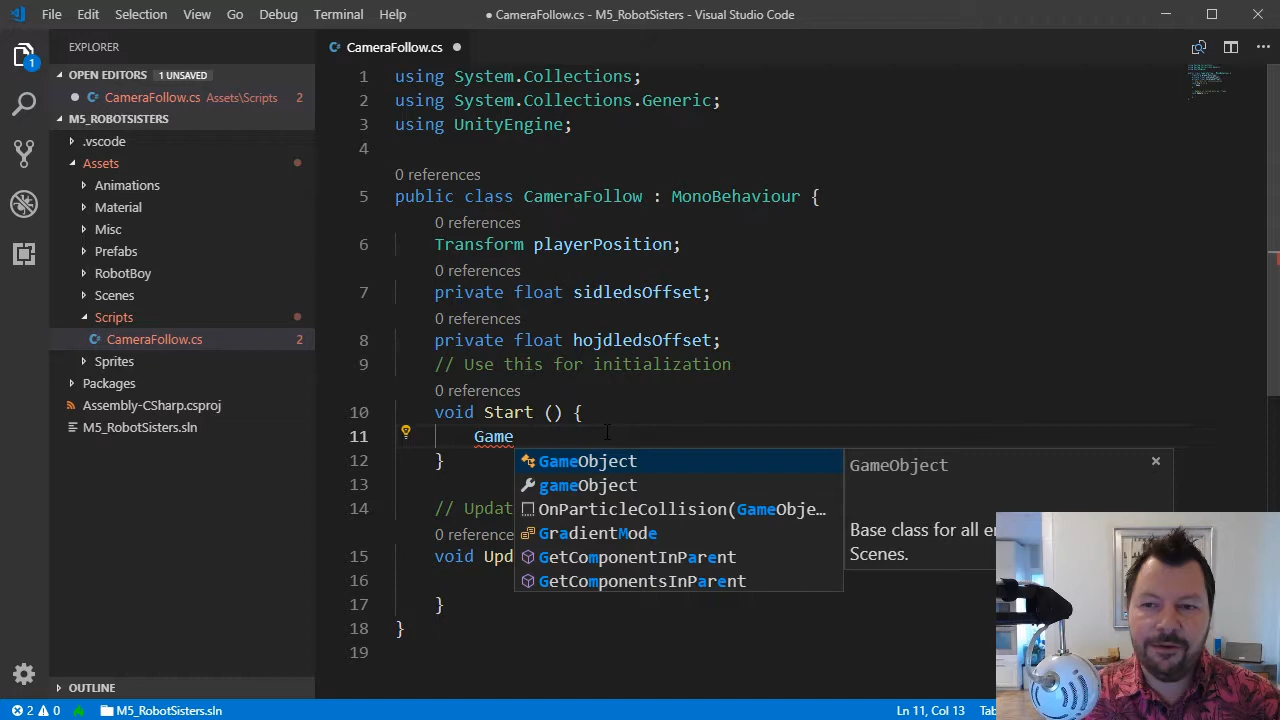 File Edit Selection View Go Debug Terminal Help
● CameraFollow.cs - M5_RobotSisters - Visual Studio Code
1
EXPLORER
OPEN EDITORS 1 UNSAVED
CameraFollow.cs Assets\Scripts 2
M5_ROBOTSISTERS
.vscode
Assets
Animations
Material
Misc
Prefabs
RobotBoy
Scenes
Scripts
CameraFollow.cs 2
Sprites
Packages
Assembly-CSharp.csproj
M5_RobotSisters.sln
OUTLINE
CameraFollow.cs
1 using System.Collections;
2 using System.Collections.Generic;
3 using UnityEngine;
4
0 references
5 public class CameraFollow : MonoBehaviour {
0 references
6 Transform playerPosition;
0 references
7 private float sidledsOffset;
0 references
8 private float hojdledsOffset;
9 // Use this for initialization
0 references
10 void Start () {
11 Game
12 }
13
14 // Updat
0 reference
15 void Upd
16
17 }
18 }
19
GameObject
gameObject
OnParticleCollision(GameObje…
GradientMode
GetComponentInParent
GetComponentsInParent
GameObject
Base class for all en
Scenes.
2 0 M5_RobotSisters.sln
Ln 11, Col 13 Tab